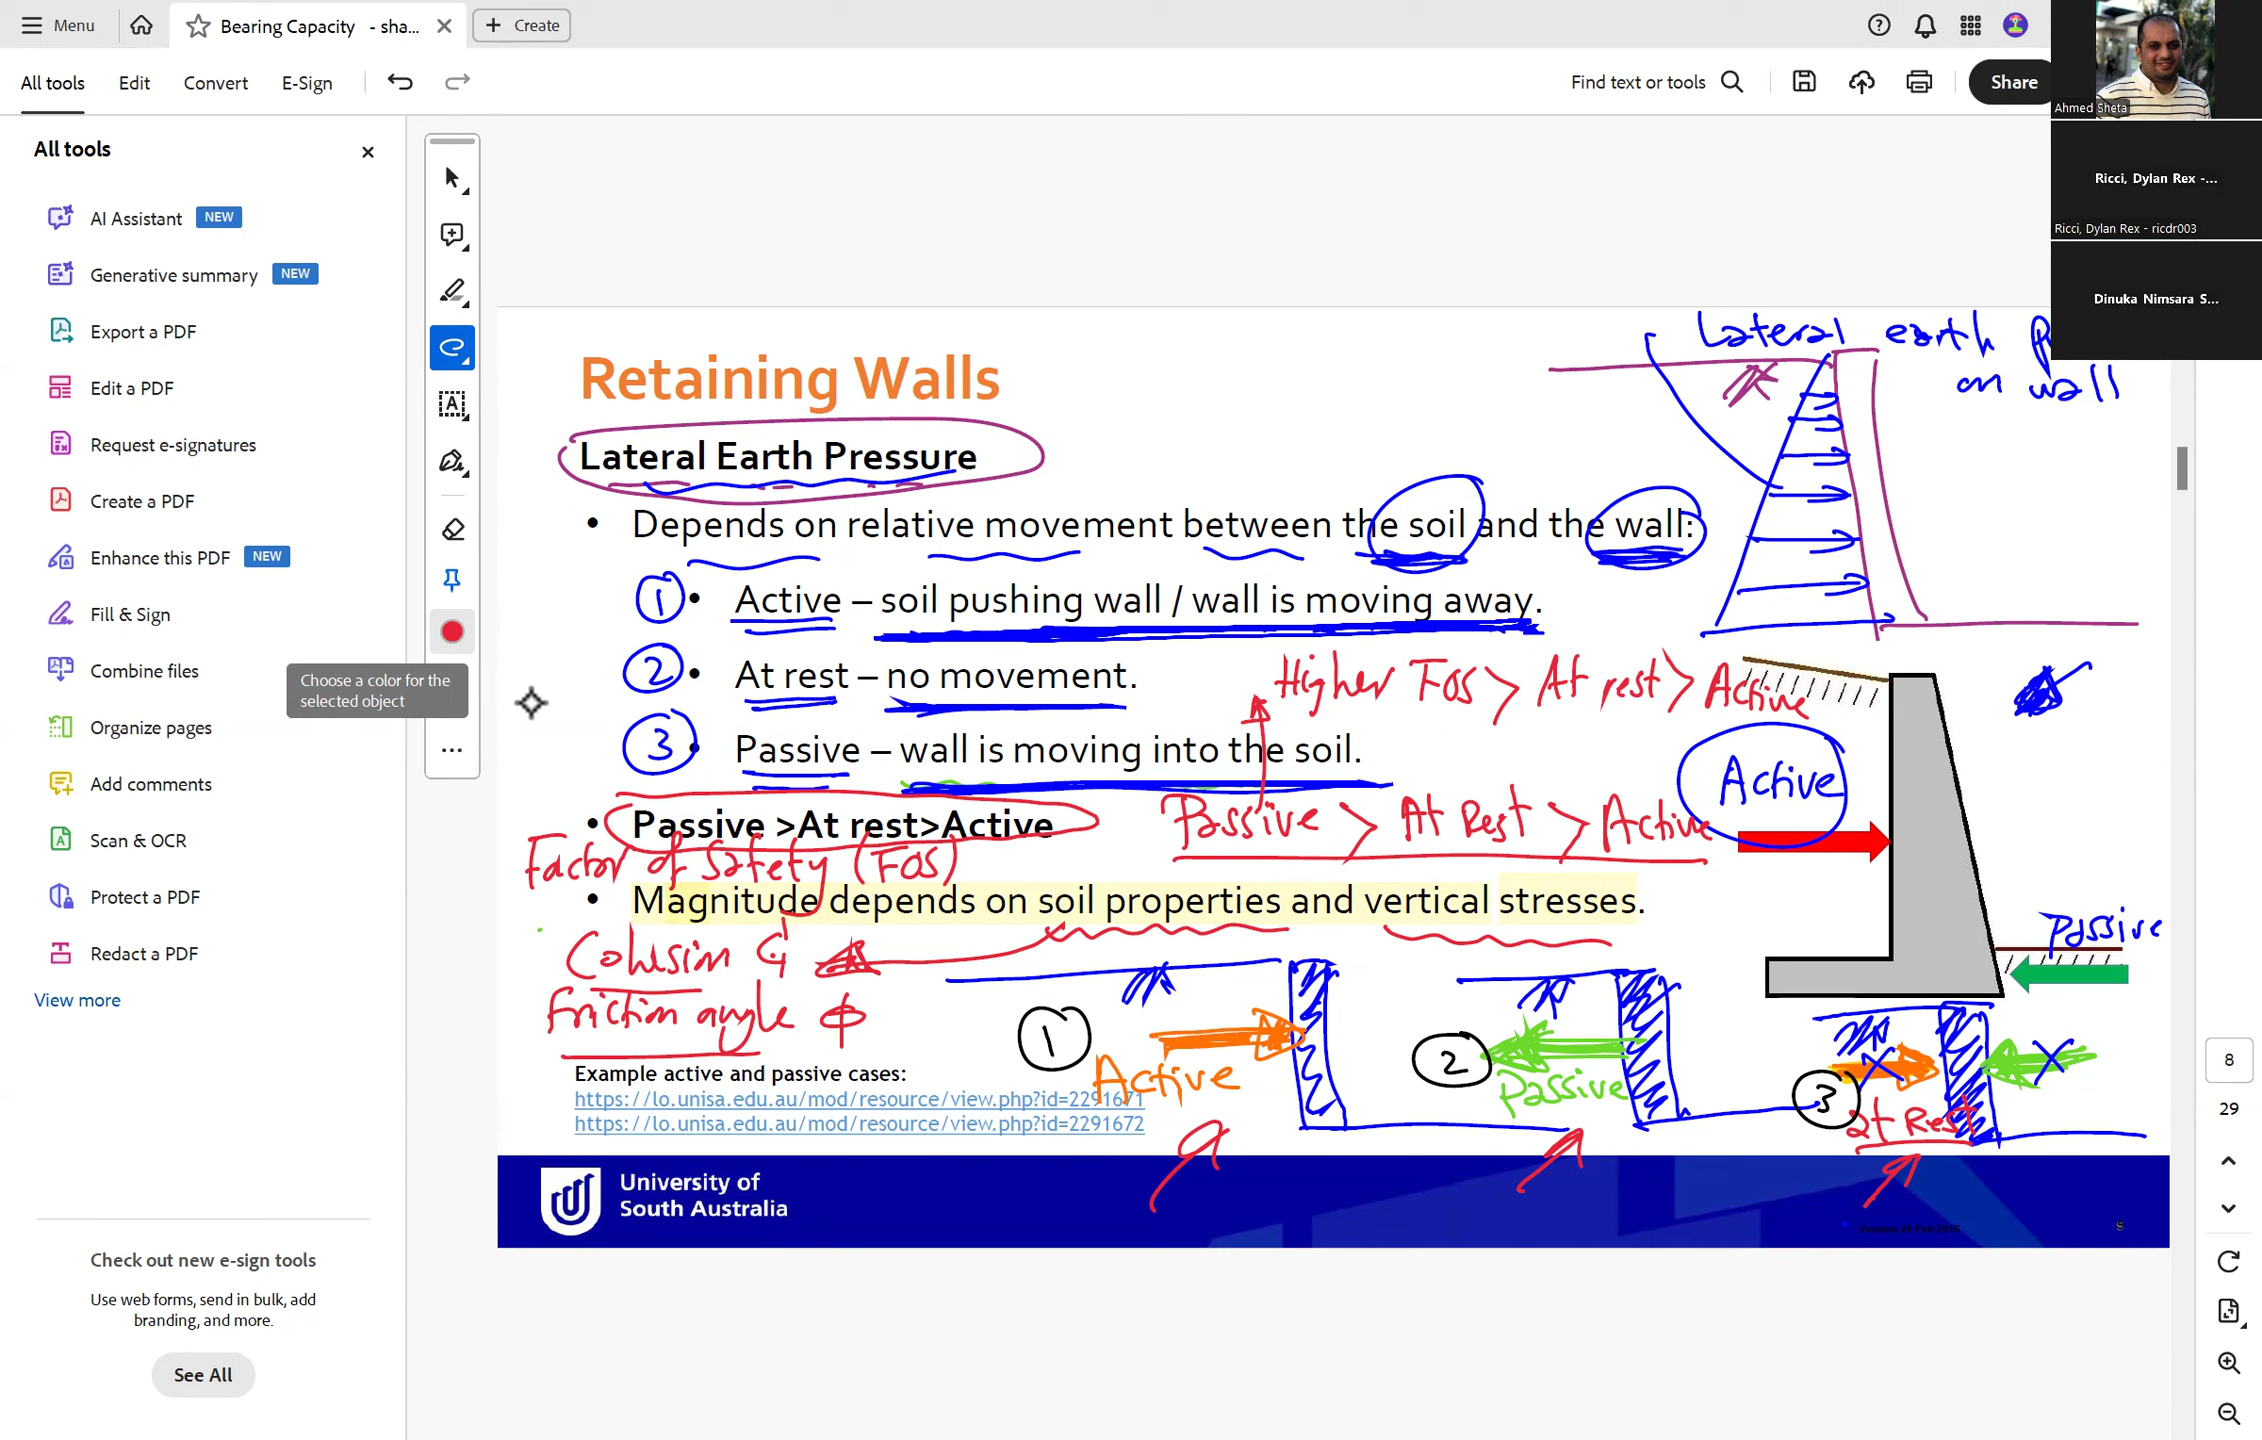 Menu
Bearing Capacity - sha...
Create
All tools
Edit
Convert
E-Sign
Find text or tools
Share
Ahmed Sheta
Ricci, Dylan Rex -...
Ricci, Dylan Rex - ricdr003
Dinuka Nimsara S...
All tools
AI Assistant NEW
Generative summary NEW
Export a PDF
Edit a PDF
Request e-signatures
Create a PDF
Enhance this PDF NEW
Fill & Sign
Combine files
Organize pages
Add comments
Scan & OCR
Protect a PDF
Redact a PDF
View more
Choose a color for the
selected object
Check out new e-sign tools
Use web forms, send in bulk, add
branding, and more.
See All
Lateral earth
on wall
Retaining Walls
Lateral Earth Pressure
• Depends on relative movement between the soil and the wall:
1 • Active – soil pushing wall / wall is moving away.
2 • At rest – no movement.
Higher FOS > At rest > Active
3 • Passive – wall is moving into the soil.
Active
• Passive >At rest>Active
Passive > At Rest > Active
Factor of Safety (FOS)
• Magnitude depends on soil properties and vertical stresses.
Passive
Cohesion
friction angle ϕ
1
Active
2
Passive
3
at Rest
Example active and passive cases:
https://lo.unisa.edu.au/mod/resource/view.php?id=2291671
https://lo.unisa.edu.au/mod/resource/view.php?id=2291672
University of
South Australia
9
8
29